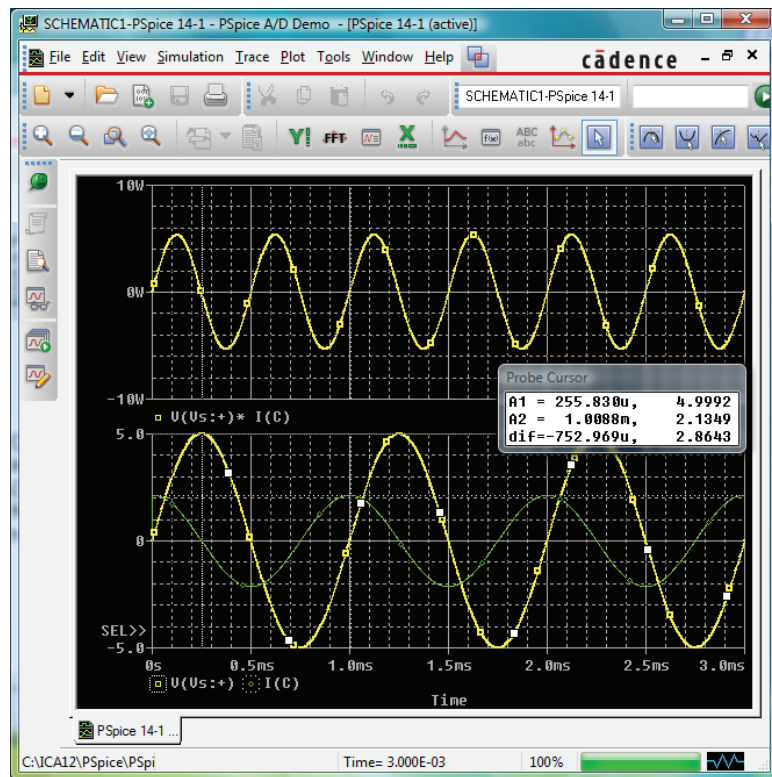 SCHEMATIC1-PSpice 14-1 - PSpice A/D Demo - [PSpice 14-1 (active)]
File Edit View Simulation Trace Plot Tools Window Help cādence
SCHEMATIC1-PSpice 14-1
FFT ABC
abc
10W
0W
-10W
V(Vs:+)* I(C)
Probe Cursor
A1 = 255.830u, 4.9992
A2 = 1.0088m, 2.1349
dif=-752.969u, 2.8643
5.0
0
SEL>>
-5.0
0s 0.5ms 1.0ms 1.5ms 2.0ms 2.5ms 3.0ms
V(Vs:+) I(C)
Time
PSpice 14-1 ...
C:\ICA12\PSpice\PSpi Time= 3.000E-03 100%